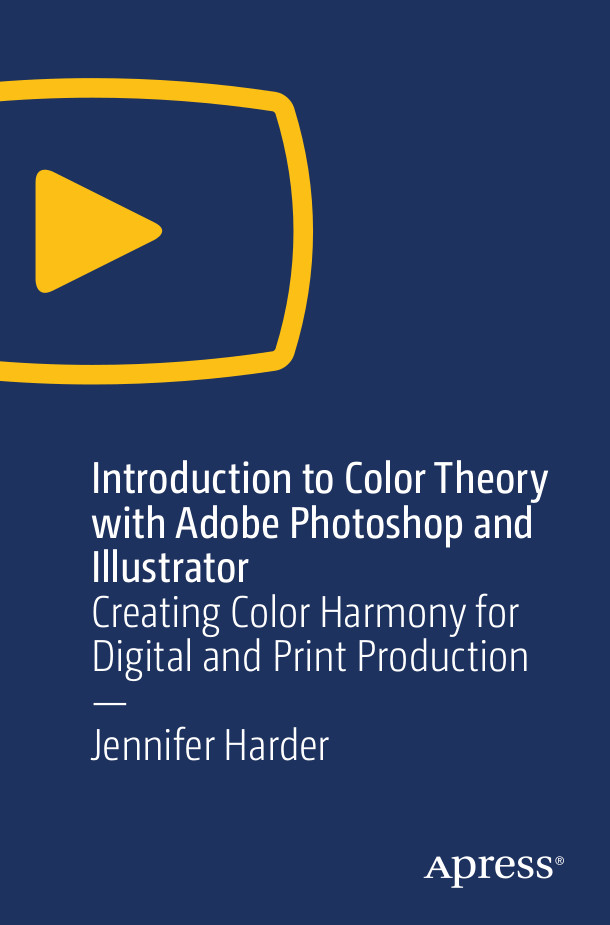 Introduction to Color Theory
with Adobe Photoshop and
Illustrator
Creating Color Harmony for
Digital and Print Production
—
Jennifer Harder
Apress®